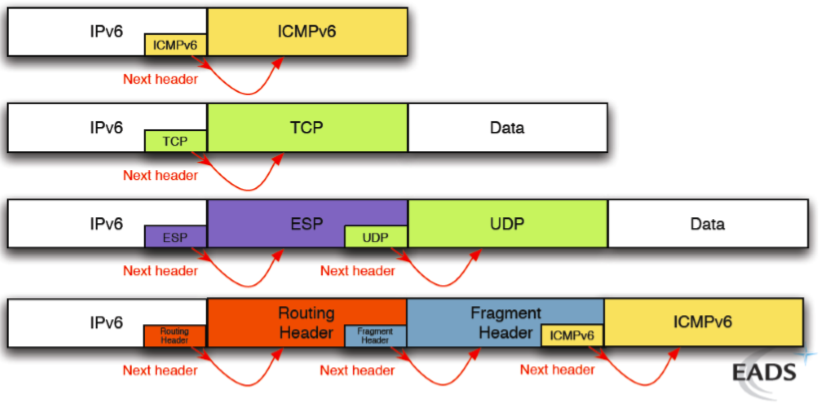 IPv6
ICMPv6
ICMPv6
Next header
IPv6
TCP
TCP
Data
Next header
IPv6
ESP
ESP
UDP
UDP
Data
Next header
Next header
IPv6
Routing
Header
Routing
Header
Fragment
Header
Fragment
Header
ICMPv6
ICMPv6
Next header
Next header
Next header
EADS